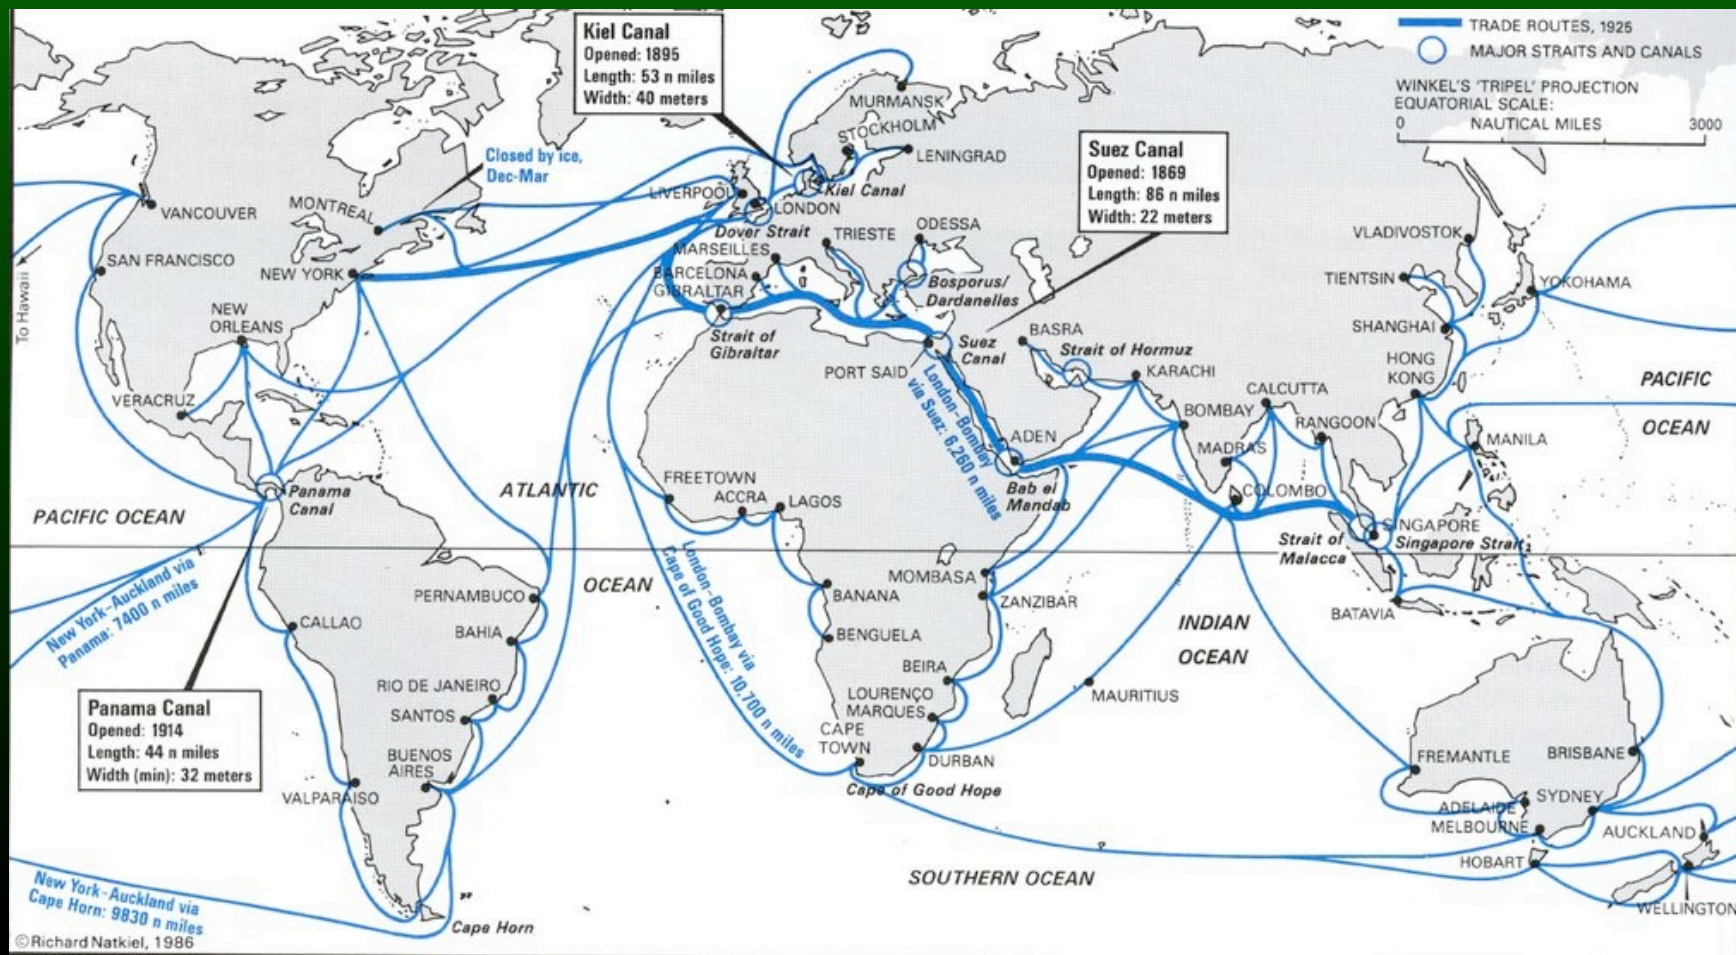 Kiel Canal
Opened: 1895
Length: 53 n miles
Width: 40 meters
TRADE ROUTES, 1925
MAJOR STRAITS AND CANALS
WINKEL'S 'TRIPEL' PROJECTION
EQUATORIAL SCALE:
0 NAUTICAL MILES 3000
Suez Canal
Opened: 1869
Length: 86 n miles
Width: 22 meters
Closed by ice,
Dec-Mar
MURMANSK
STOCKHOLM
LENINGRAD
Kiel Canal
LIVERPOOL
LONDON
Dover Strait
MONTREAL
VANCOUVER
SAN FRANCISCO
NEW YORK
NEW
ORLEANS
VERACRUZ
To Hawaii
MARSEILLES
BARCELONA
GIBRALTAR
Strait of
Gibraltar
TRIESTE
ODESSA
Bosporus/
Dardanelles
PORT SAID
Suez
Canal
BASRA
Strait of Hormuz
KARACHI
VLADIVOSTOK
TIENTSIN
YOKOHAMA
SHANGHAI
HONG
KONG
CALCUTTA
BOMBAY
RANGOON
MADRAS
MANILA
PACIFIC
OCEAN
London-Bombay
via Suez: 6,260 n miles
ADEN
Bab el
Mandab
COLOMBO
SINGAPORE
Strait of
Malacca
Singapore Strait
BATAVIA
Panama
Canal
PACIFIC OCEAN
ATLANTIC
OCEAN
FREETOWN
ACCRA
LAGOS
BANANA
BENGUELA
MOMBASA
ZANZIBAR
BEIRA
LOURENÇO
MARQUES
CAPE
TOWN
DURBAN
Cape of Good Hope
MAURITIUS
INDIAN
OCEAN
London-Bombay via
Cape of Good Hope: 10,700 n miles
New York-Auckland via
Panama: 7400 n miles
CALLAO
PERNAMBUCO
BAHIA
RIO DE JANEIRO
SANTOS
BUENOS
AIRES
VALPARAISO
Panama Canal
Opened: 1914
Length: 44 n miles
Width (min): 32 meters
FREMANTLE
BRISBANE
ADELAIDE
SYDNEY
MELBOURNE
AUCKLAND
HOBART
WELLINGTON
SOUTHERN OCEAN
New York-Auckland via
Cape Horn: 9830 n miles
Cape Horn
©Richard Natkiel, 1986